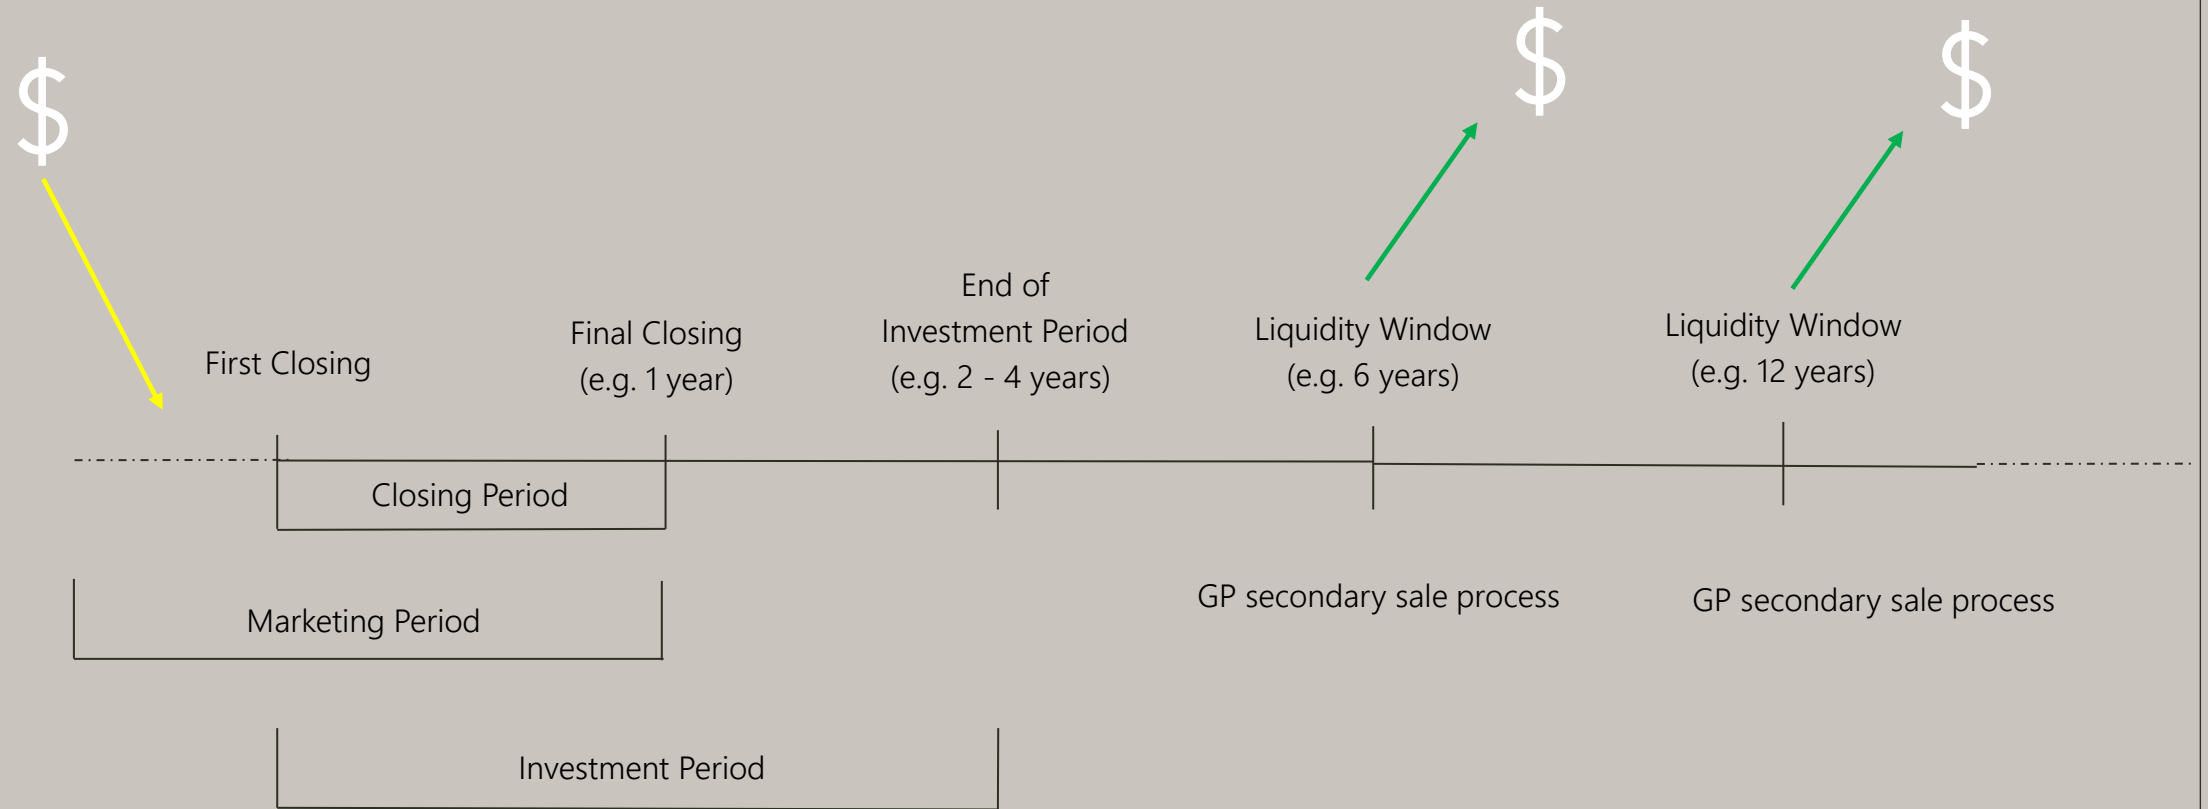 $
$
$
First Closing
Final Closing
(e.g. 1 year)
End of
Investment Period
(e.g. 2 - 4 years)
Liquidity Window
(e.g. 6 years)
Liquidity Window
(e.g. 12 years)
Closing Period
Marketing Period
GP secondary sale process
GP secondary sale process
Investment Period